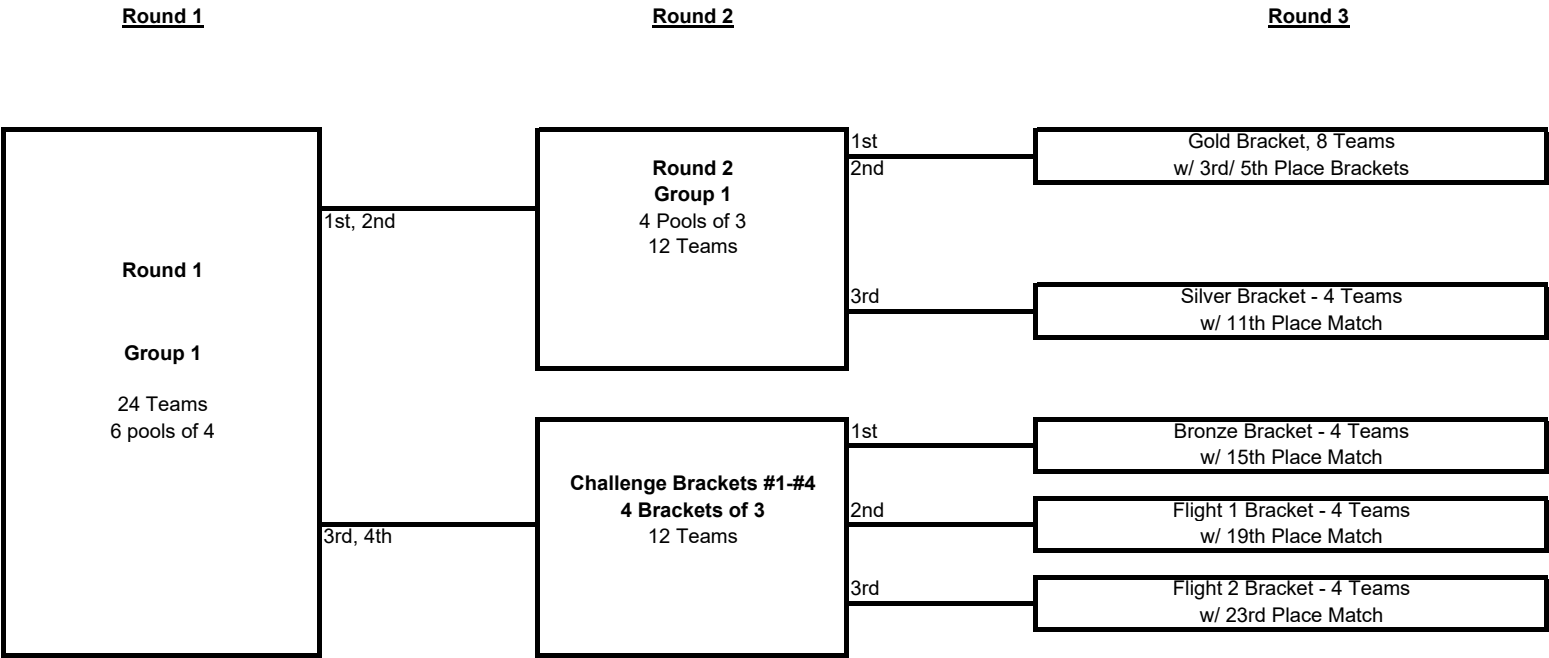 Round 1
Round 2
Round 3
Round 1
Group 1
24 Teams
6 pools of 4
1st, 2nd
3rd, 4th
Round 2
Group 1
4 Pools of 3
12 Teams
Challenge Brackets #1-#4
4 Brackets of 3
12 Teams
1st
2nd
Gold Bracket, 8 Teams
w/ 3rd/ 5th Place Brackets
3rd
Silver Bracket - 4 Teams
w/ 11th Place Match
1st
Bronze Bracket - 4 Teams
w/ 15th Place Match
2nd
Flight 1 Bracket - 4 Teams
w/ 19th Place Match
3rd
Flight 2 Bracket - 4 Teams
w/ 23rd Place Match